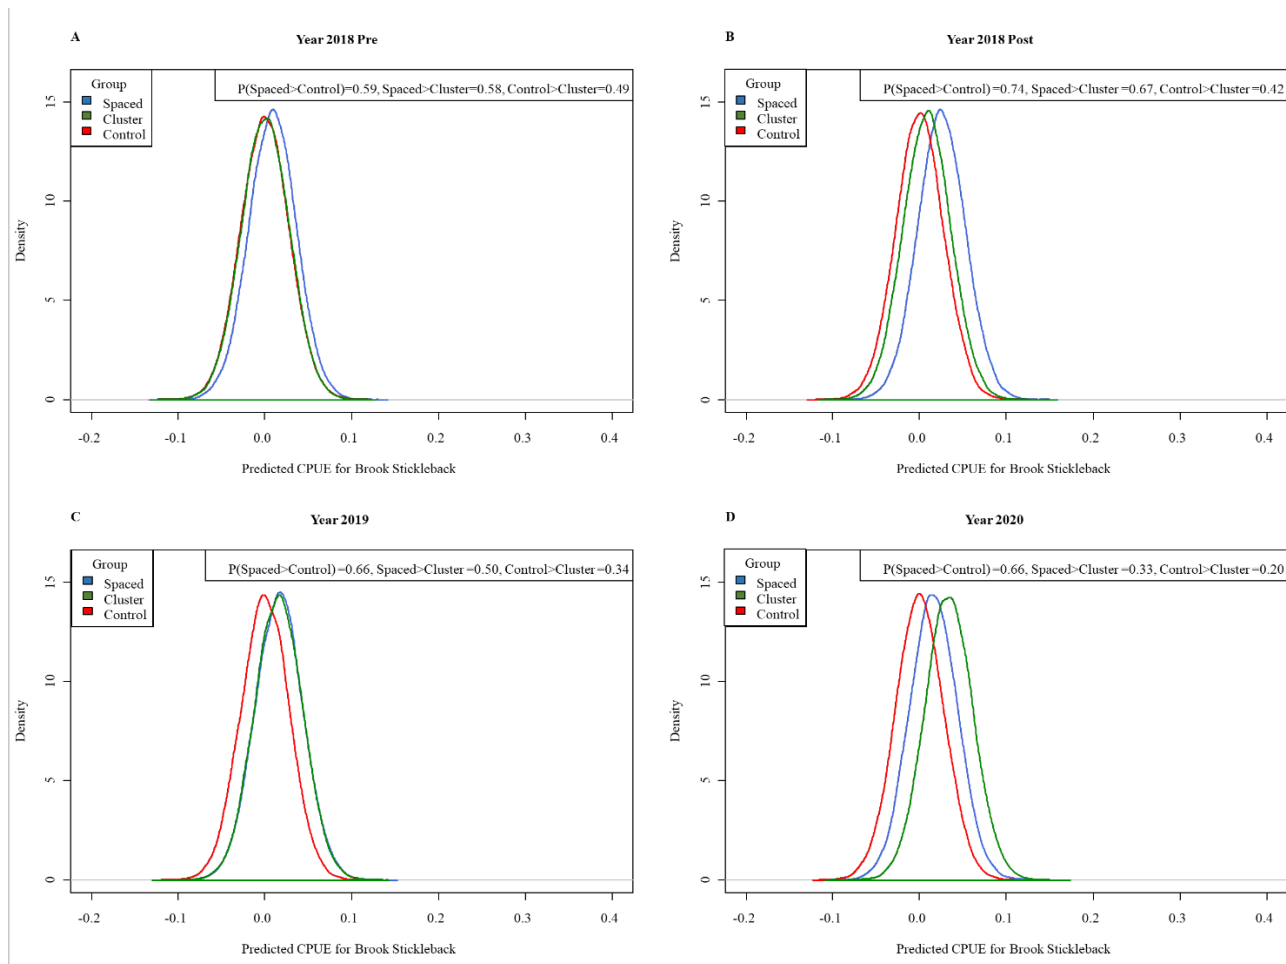 A
Year 2018 Pre
Group
Spaced
Cluster
Control
P(Spaced>Control)=0.59, Spaced>Cluster=0.58, Control>Cluster=0.49
Density
15
10
5
0
-0.2 -0.1 0.0 0.1 0.2 0.3 0.4
Predicted CPUE for Brook Stickleback
B
Year 2018 Post
Group
Spaced
Cluster
Control
P(Spaced>Control) =0.74, Spaced>Cluster =0.67, Control>Cluster =0.42
Density
15
10
5
0
-0.2 -0.1 0.0 0.1 0.2 0.3 0.4
Predicted CPUE for Brook Stickleback
C
Year 2019
Group
Spaced
Cluster
Control
P(Spaced>Control) =0.66, Spaced>Cluster =0.50, Control>Cluster =0.34
Density
15
10
5
0
-0.2 -0.1 0.0 0.1 0.2 0.3 0.4
Predicted CPUE for Brook Stickleback
D
Year 2020
Group
Spaced
Cluster
Control
P(Spaced>Control) =0.66, Spaced>Cluster =0.33, Control>Cluster =0.20
Density
15
10
5
0
-0.2 -0.1 0.0 0.1 0.2 0.3 0.4
Predicted CPUE for Brook Stickleback